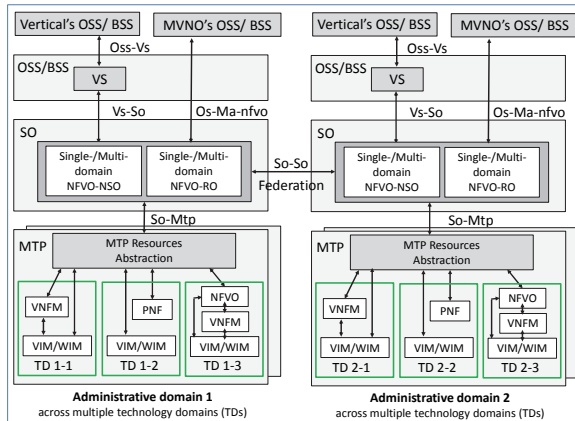 Vertical's OSS/ BSS
MVNO's OSS/ BSS
Oss-Vs
OSS/BSS
VS
Vs-So
Os-Ma-nfvo
SO
Single-/Multi-
domain
NFVO-NSO
Single-/Multi-
domain
NFVO-RO
So-Mtp
MTP
MTP Resources
Abstraction
VNFM
VIM/WIM
TD 1-1
PNF
VIM/WIM
TD 1-2
NFVO
VNFM
VIM/WIM
TD 1-3
Administrative domain 1
across multiple technology domains (TDs)
So-So
Federation
Vertical's OSS/ BSS
MVNO's OSS/ BSS
Oss-Vs
OSS/BSS
VS
Vs-So
Os-Ma-nfvo
SO
Single-/Multi-
domain
NFVO-NSO
Single-/Multi-
domain
NFVO-RO
So-Mtp
MTP
MTP Resources
Abstraction
VNFM
VIM/WIM
TD 2-1
PNF
VIM/WIM
TD 2-2
NFVO
VNFM
VIM/WIM
TD 2-3
Administrative domain 2
across multiple technology domains (TDs)